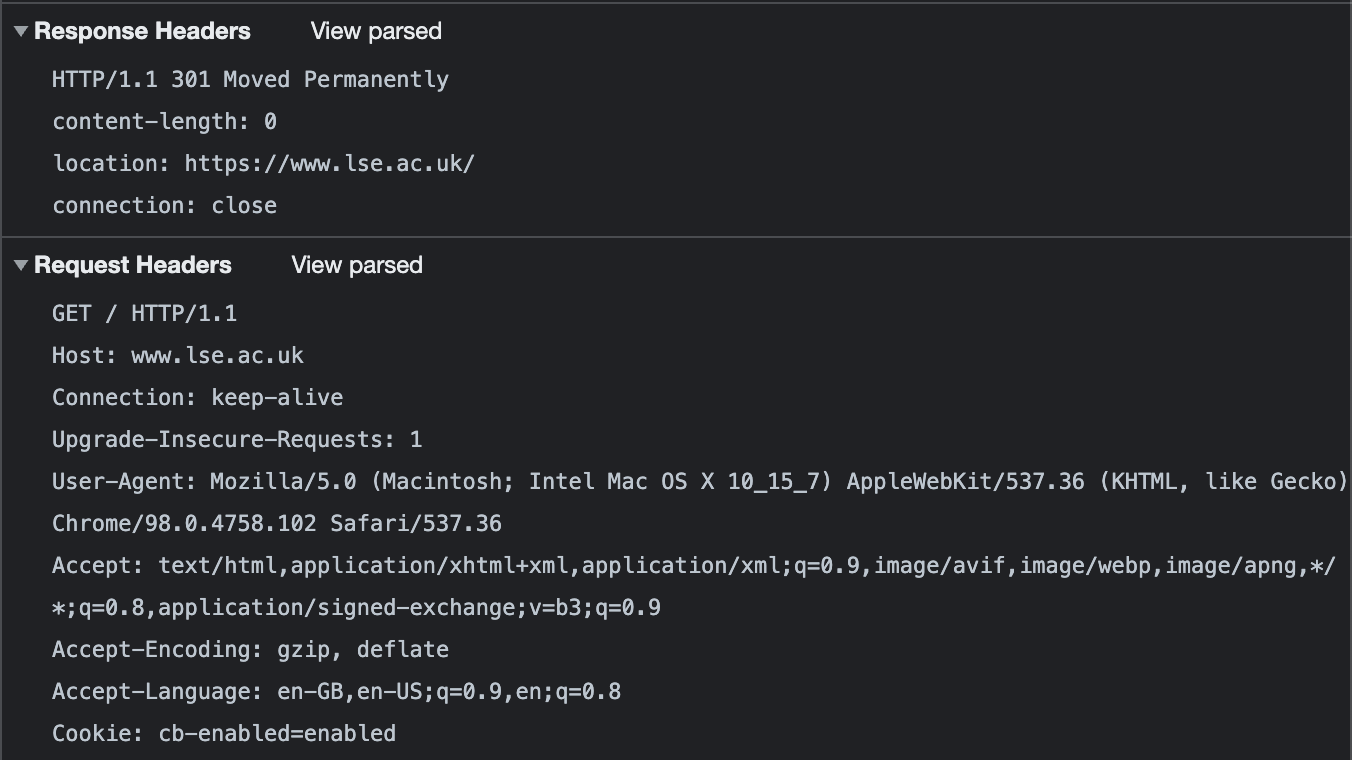 Response Headers View parsed
HTTP/1.1 301 Moved Permanently
content-length: 0
location: https://www.lse.ac.uk/
connection: close
Request Headers View parsed
GET / HTTP/1.1
Host: www.lse.ac.uk
Connection: keep-alive
Upgrade-Insecure-Requests: 1
User-Agent: Mozilla/5.0 (Macintosh; Intel Mac OS X 10_15_7) AppleWebKit/537.36 (KHTML, like Gecko)
Chrome/98.0.4758.102 Safari/537.36
Accept: text/html,application/xhtml+xml,application/xml;q=0.9,image/avif,image/webp,image/apng,*/
*;q=0.8,application/signed-exchange;v=b3;q=0.9
Accept-Encoding: gzip, deflate
Accept-Language: en-GB,en-US;q=0.9,en;q=0.8
Cookie: cb-enabled=enabled